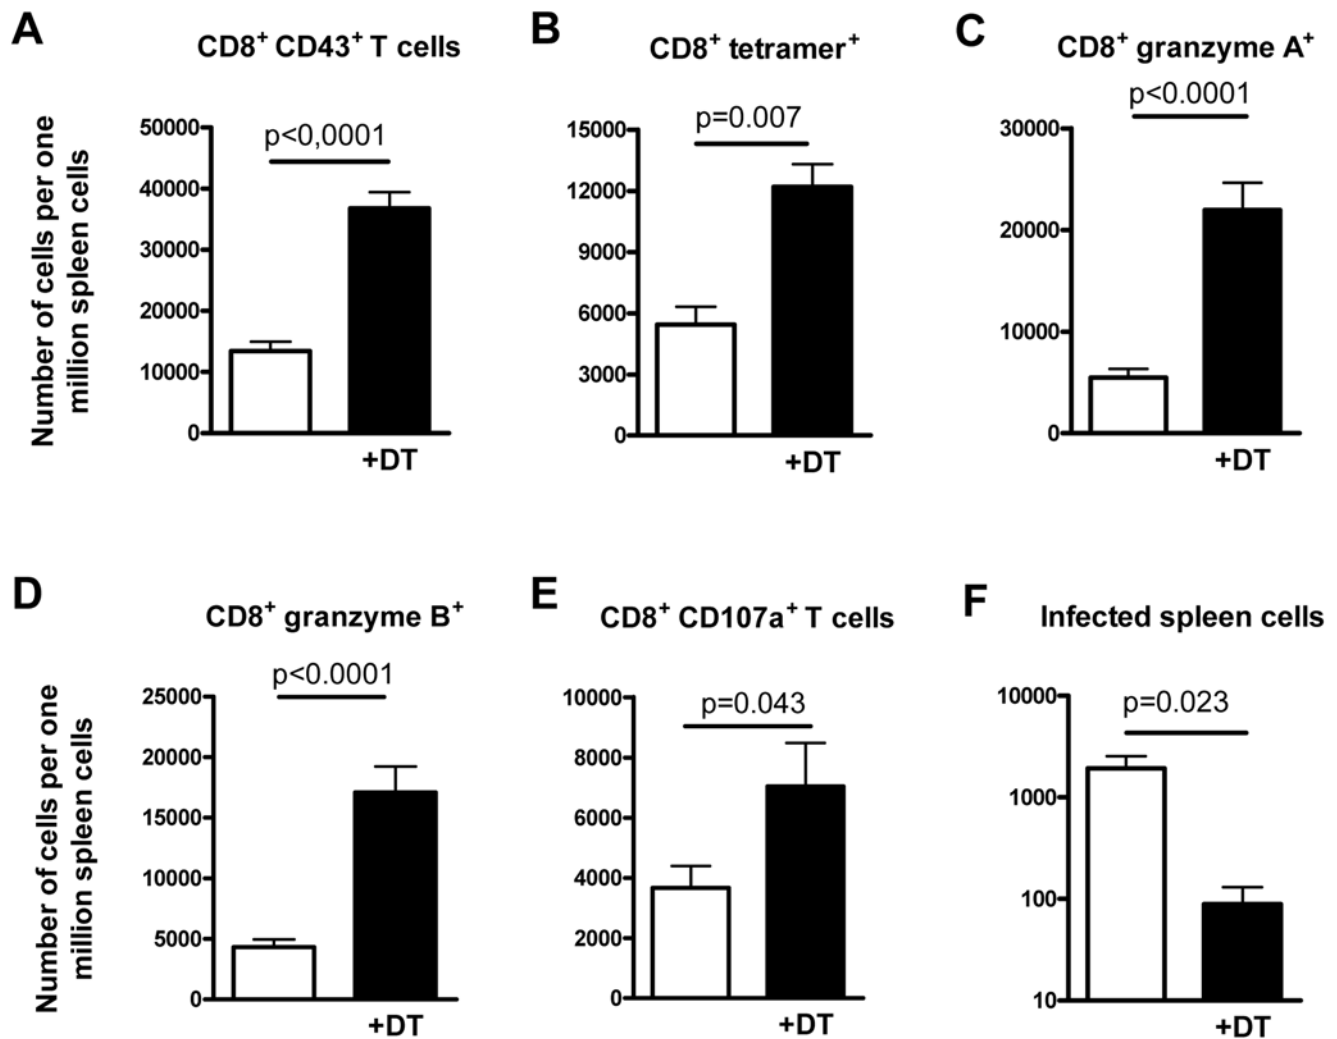 A
CD8+ CD43+ T cells
Number of cells per one
million spleen cells
p<0,0001
50000
40000
30000
20000
10000
0
+DT
B
CD8+ tetramer+
p=0.007
15000
12000
9000
6000
3000
0
+DT
C
CD8+ granzyme A+
p<0.0001
30000
20000
10000
0
+DT
D
CD8+ granzyme B+
Number of cells per one
million spleen cells
p<0.0001
25000
20000
15000
10000
5000
0
+DT
E
CD8+ CD107a+ T cells
p=0.043
10000
8000
6000
4000
2000
0
+DT
F
Infected spleen cells
p=0.023
10000
1000
100
10
+DT